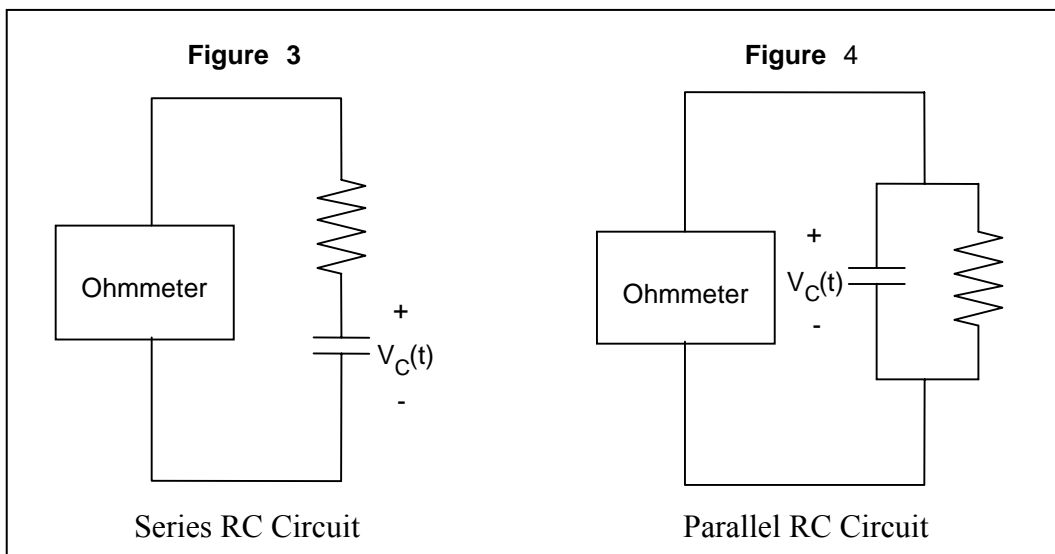 Figure 3
Ohmmeter
+
V_C(t)
-
Series RC Circuit
Figure 4
Ohmmeter
+
V_C(t)
-
Parallel RC Circuit